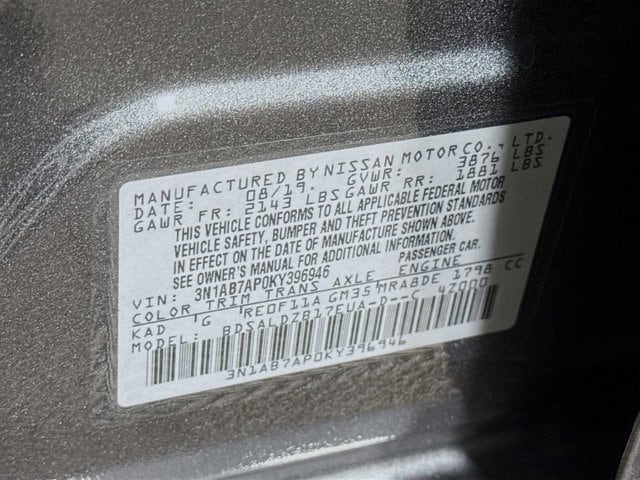 MANUFACTURED BY NISSAN MOTOR CO., LTD.
DATE: 08/19. GVWR: 3876 LBS
GAWR FR: 2143 LBS GAWR RR: 1881 LBS
THIS VEHICLE CONFORMS TO ALL APPLICABLE FEDERAL MOTOR
VEHICLE SAFETY, BUMPER AND THEFT PREVENTION STANDARDS
IN EFFECT ON THE DATE OF MANUFACTURE SHOWN ABOVE.
SEE OWNER'S MANUAL FOR ADDITIONAL INFORMATION.
VIN: 3N1AB7AP0KY396946 PASSENGER CAR.
COLOR TRIM TRANS AXLE ENGINE
KAD 'G 'RE0F11A GM35 'MRA8DE 1798 CC
MODEL: BDSALDZB17EUA-D--C 4Z000
3N1AB7AP0KY396946